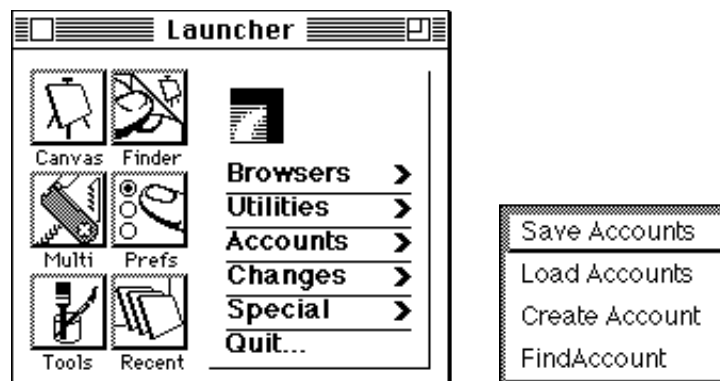 Launcher
Canvas Finder
Multi Prefs
Tools Recent
Browsers
Utilities
Accounts
Changes
Special
Quit...
Save Accounts
Load Accounts
Create Account
FindAccount